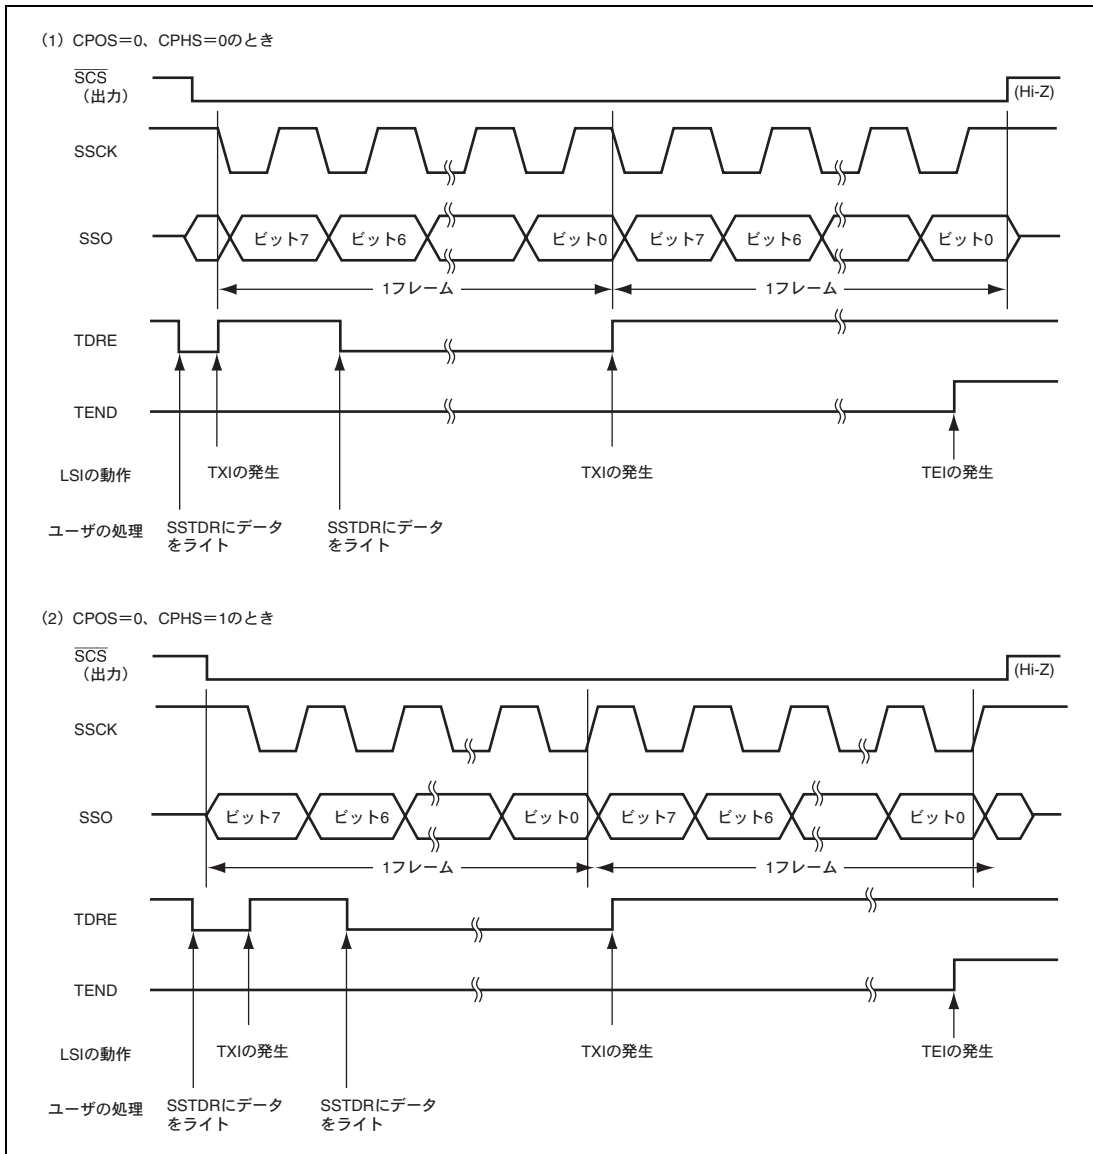 (1) CPOS=0、CPHS=0のとき
SCS
(出力)
(Hi-Z)
SSCK
SSO
ビット7
ビット6
ビット0
ビット7
ビット6
ビット0
1フレーム
1フレーム
TDRE
TEND
LSIの動作
TXIの発生
TXIの発生
TEIの発生
ユーザの処理
SSTDRにデータ
をライト
SSTDRにデータ
をライト
(2) CPOS=0、CPHS=1のとき
SCS
(出力)
(Hi-Z)
SSCK
SSO
ビット7
ビット6
ビット0
ビット7
ビット6
ビット0
1フレーム
1フレーム
TDRE
TEND
LSIの動作
TXIの発生
TXIの発生
TEIの発生
ユーザの処理
SSTDRにデータ
をライト
SSTDRにデータ
をライト